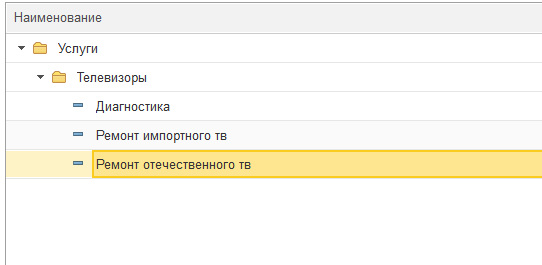 Наименование
Услуги
Телевизоры
Диагностика
Ремонт импортного тв
Ремонт отечественного тв